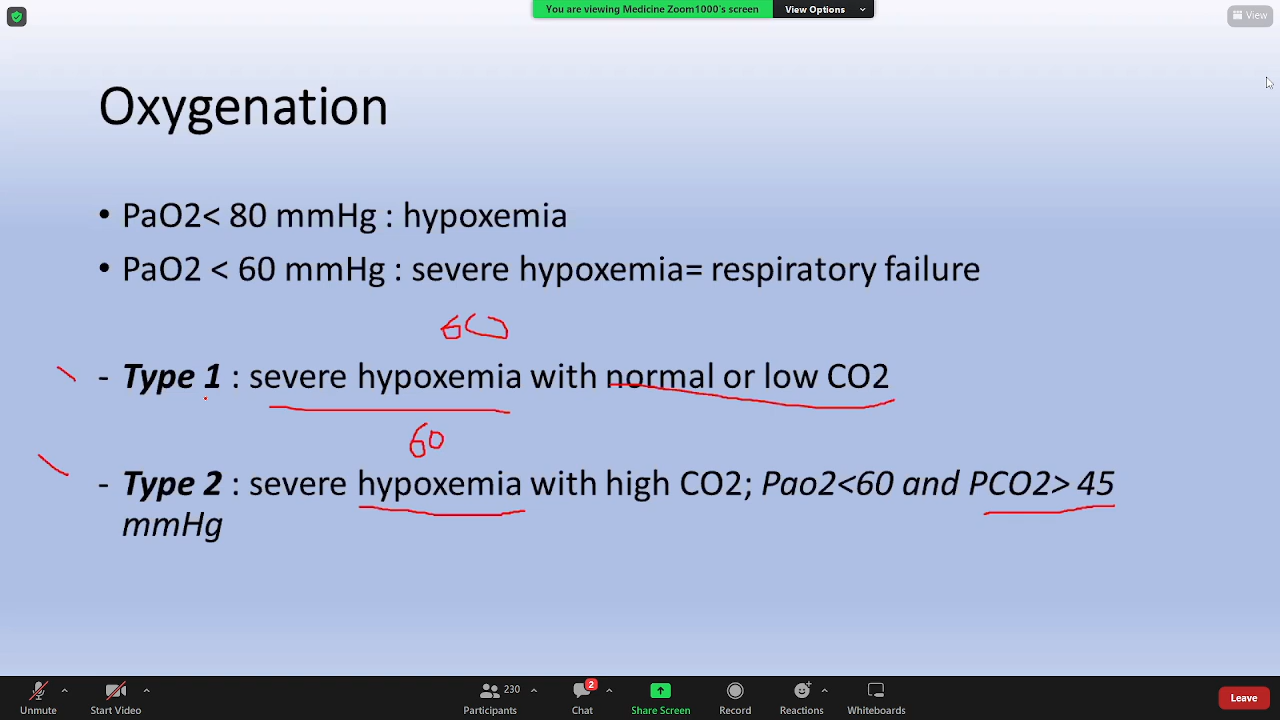 You are viewing Medicine Zoom1000's screen
View Options
View
Oxygenation
• PaO2< 80 mmHg : hypoxemia
• PaO2 < 60 mmHg : severe hypoxemia= respiratory failure
60
- Type 1 : severe hypoxemia with normal or low CO2
60
- Type 2 : severe hypoxemia with high CO2; Pao2<60 and PCO2> 45
mmHg
2
230
Unmute
Start Video
Participants
Chat
Share Screen
Record
Reactions
Whiteboards
Leave